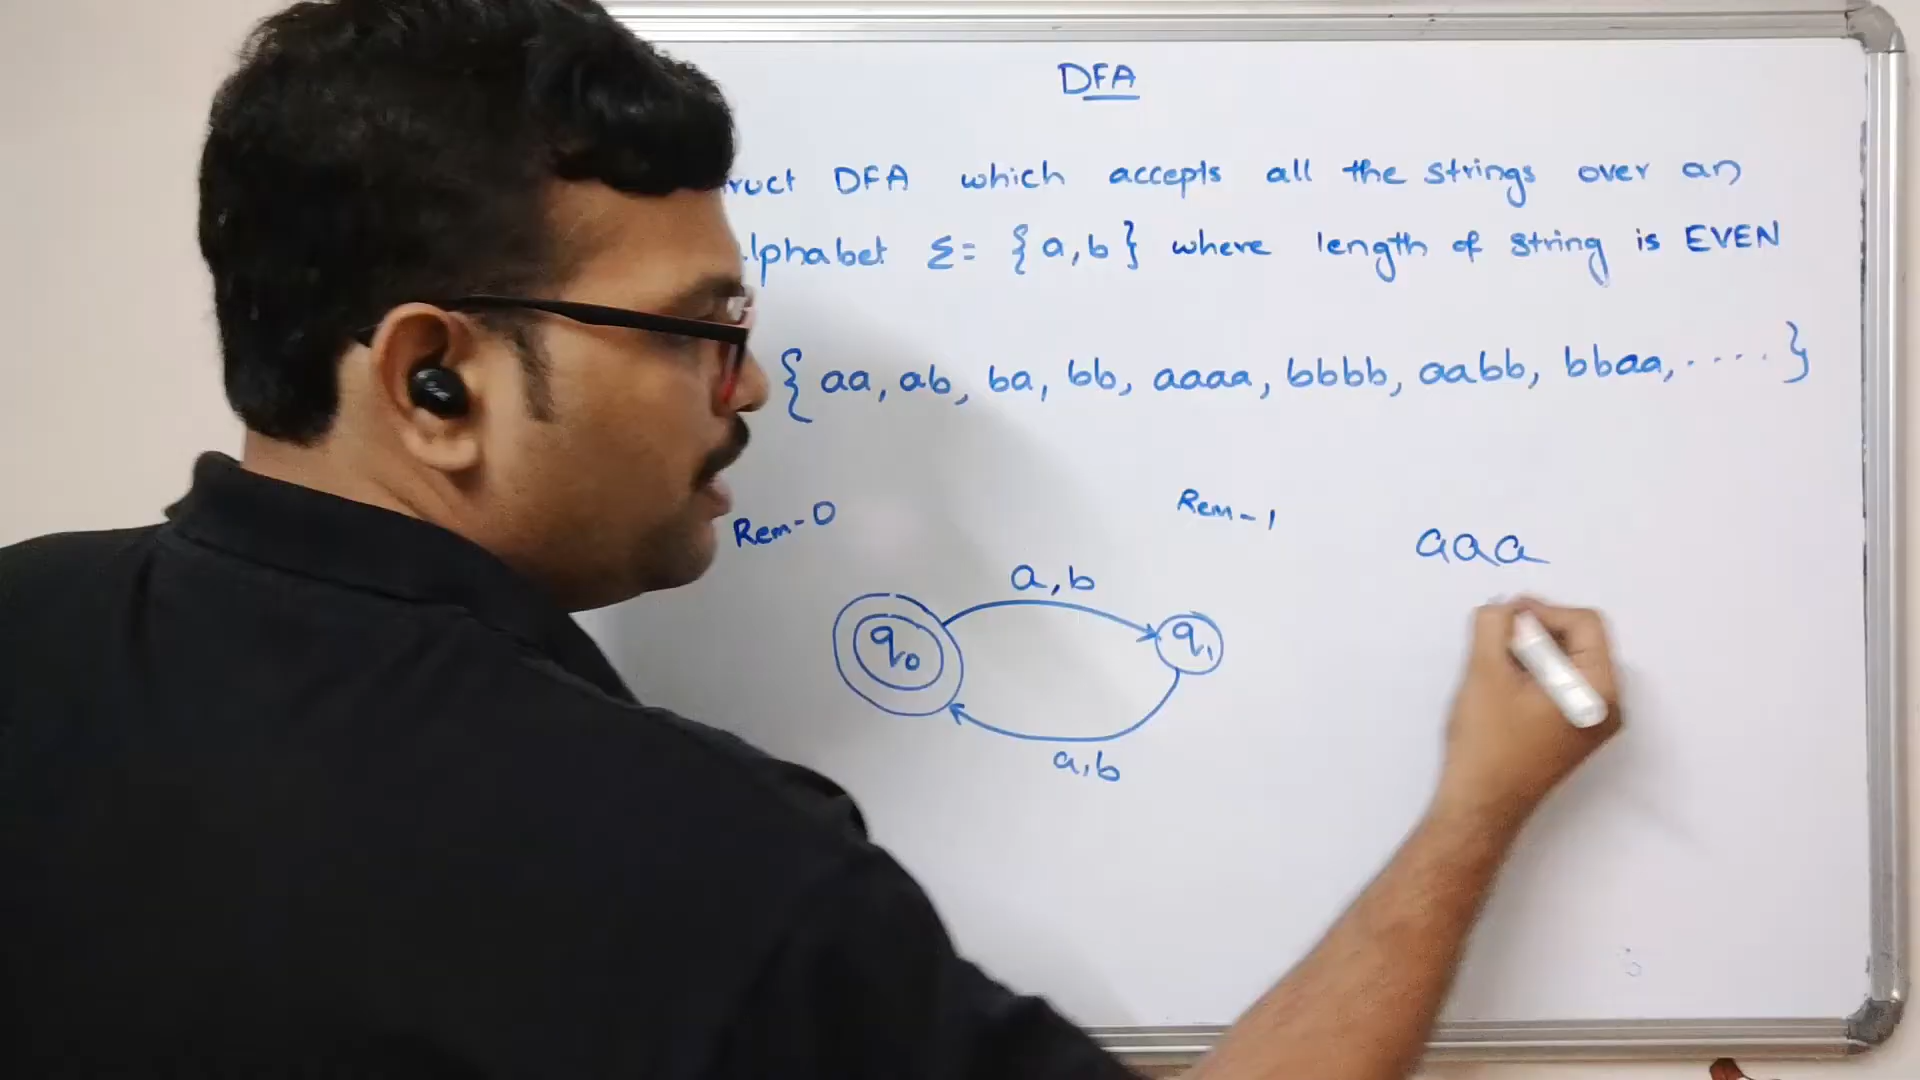 DFA
ruct DFA which accepts all the strings over an
lphabet Σ= {a,b} where length of string is EVEN
{aa, ab, ba, bb, aaaa, bbbb, aabb, bbaa, .....}
Rem-0
Rem-1
aaa
a,b
q0
q1
a,b